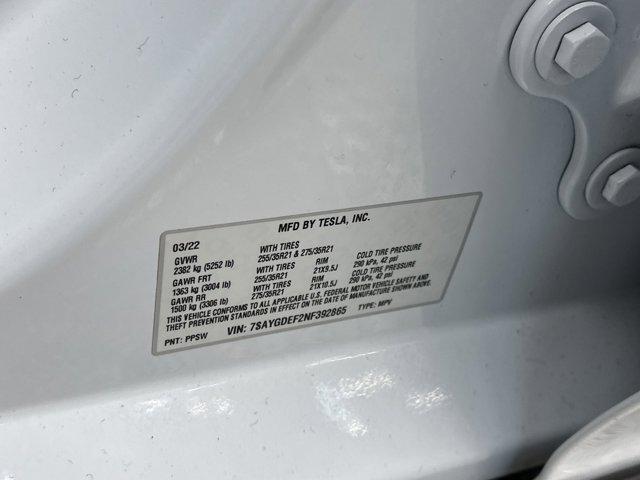 MFD BY TESLA, INC.
03/22
GVWR WITH TIRES
2382 kg (5252 lb) 255/35R21 & 275/35R21
GAWR FRT WITH TIRES RIM COLD TIRE PRESSURE
1363 kg (3004 lb) 255/35R21 21X9.5J 290 kPa, 42 psi
GAWR RR WITH TIRES RIM COLD TIRE PRESSURE
1500 kg (3306 lb) 275/35R21 21X10.5J 290 kPa, 42 psi
THIS VEHICLE CONFORMS TO ALL APPLICABLE U.S. FEDERAL MOTOR VEHICLE SAFETY AND
THEFT PREVENTION STANDARDS IN EFFECT ON THE DATE OF MANUFACTURE SHOWN ABOVE.
VIN: 7SAYGDEF2NF392865 TYPE: MPV
PNT: PPSW